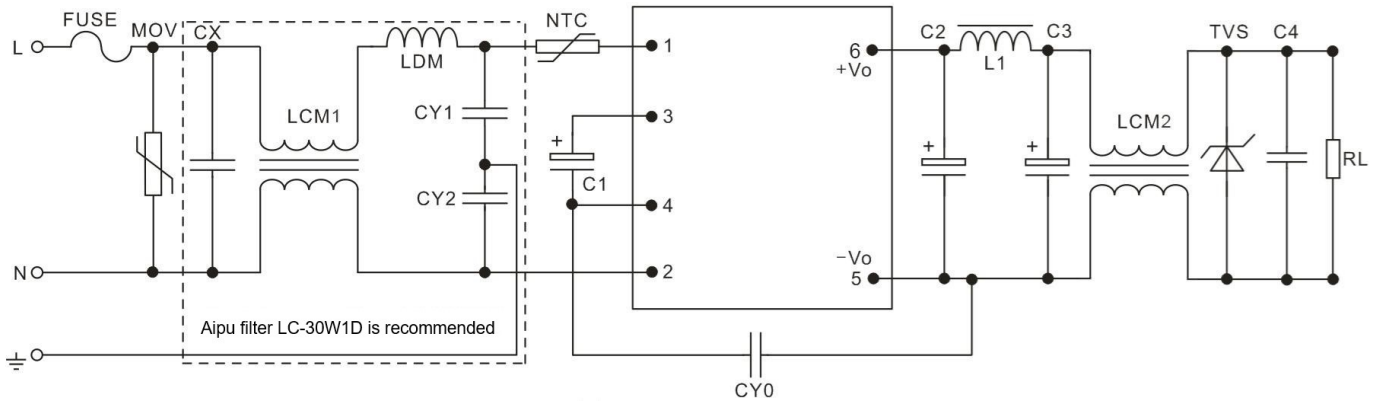 FUSE
MOV
CX
NTC
L
LDM
1
6
+Vo
C2
L1
C3
TVS
C4
LCM1
CY1
3
+
C1
+
+
LCM2
RL
CY2
4
N
2
−Vo
5
Aipu filter LC-30W1D is recommended
CY0